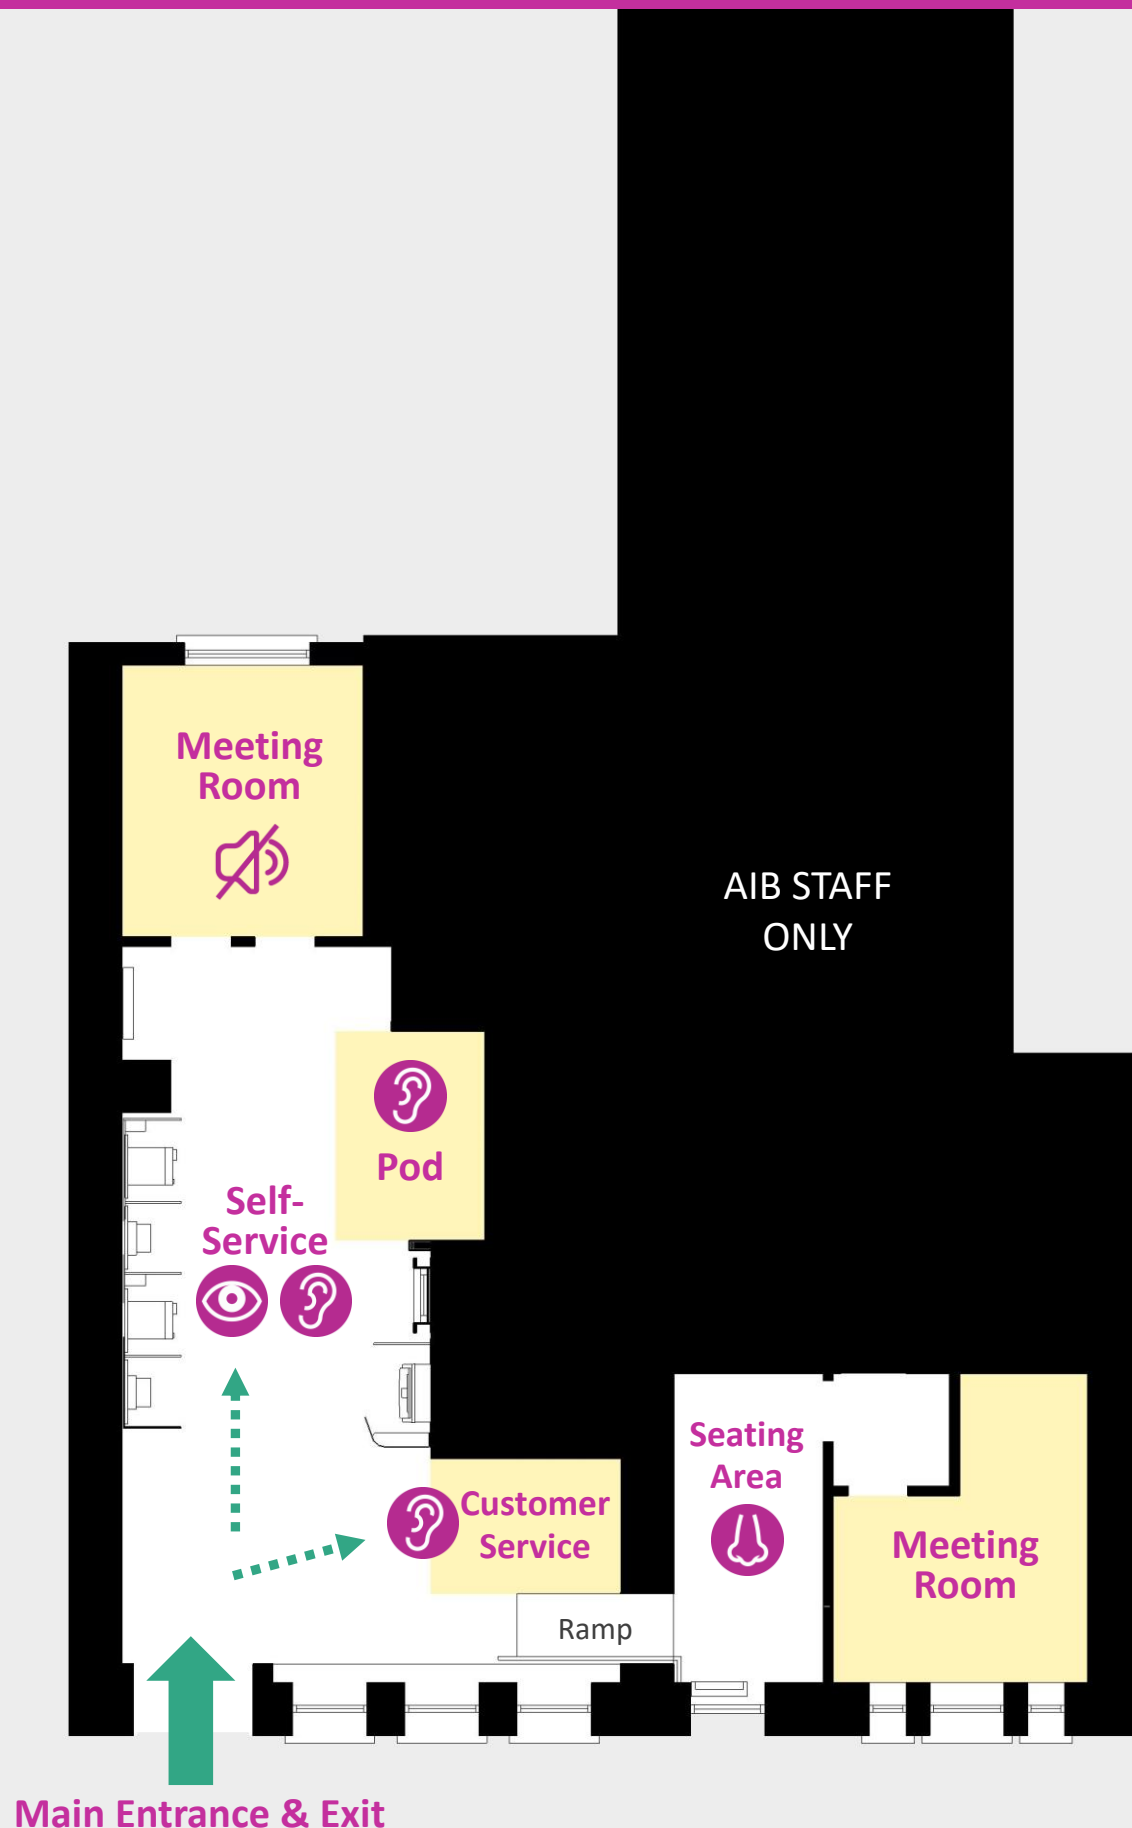 Meeting
Room
AIB STAFF
ONLY
Pod
Self-
Service
Seating
Area
Customer
Service
Meeting
Room
Ramp
Main Entrance & Exit